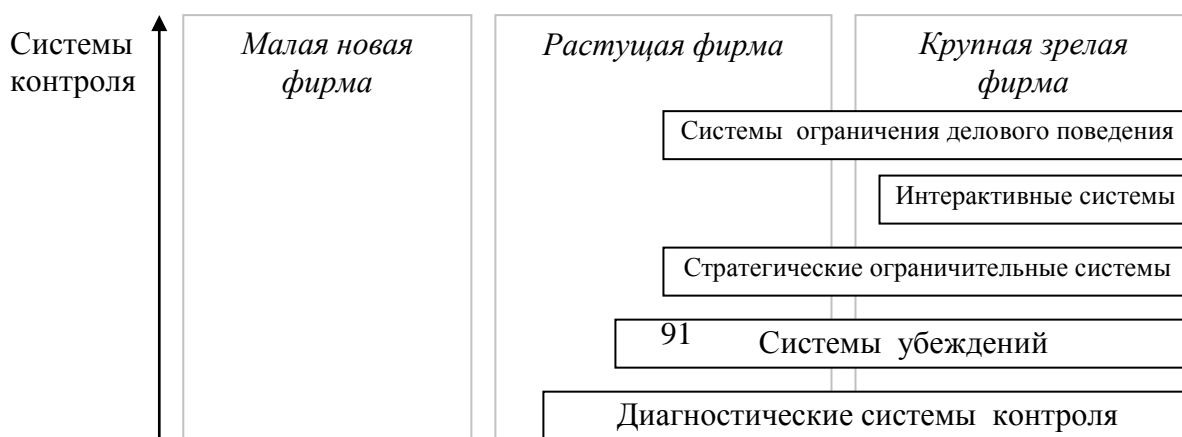 Системы
контроля
Малая новая
фирма
Растущая фирма
Крупная зрелая
фирма
Системы ограничения делового поведения
Интерактивные системы
Стратегические ограничительные системы
91
Системы убеждений
Диагностические системы контроля